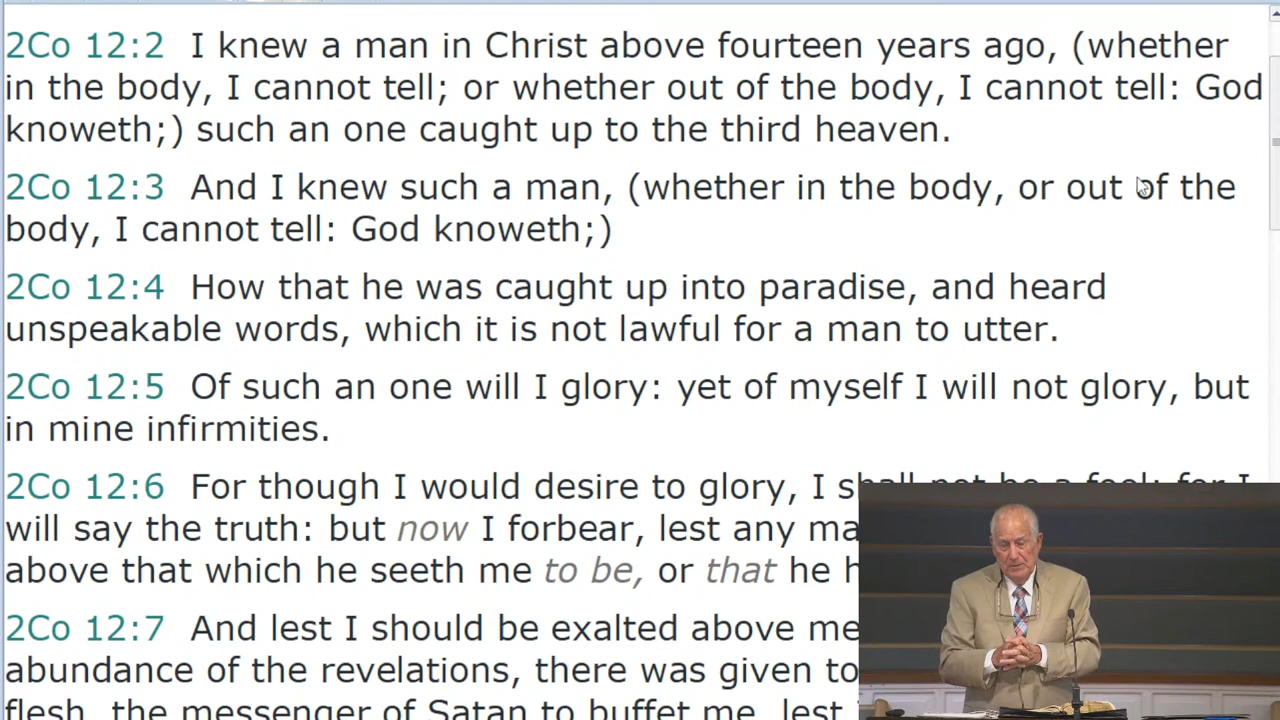 2Co 12:2 I knew a man in Christ above fourteen years ago, (whether
in the body, I cannot tell; or whether out of the body, I cannot tell: God
knoweth;) such an one caught up to the third heaven.
2Co 12:3 And I knew such a man, (whether in the body, or out of the
body, I cannot tell: God knoweth;)
2Co 12:4 How that he was caught up into paradise, and heard
unspeakable words, which it is not lawful for a man to utter.
2Co 12:5 Of such an one will I glory: yet of myself I will not glory, but
in mine infirmities.
2Co 12:6 For though I would desire to glory, I shall not be a fool; for I
will say the truth: but now I forbear, lest any
above that which he seeth me to be, or that he
2Co 12:7 And lest I should be exalted above
abundance of the revelations, there was given to
flesh, the messenger of Satan to buffet me, lest